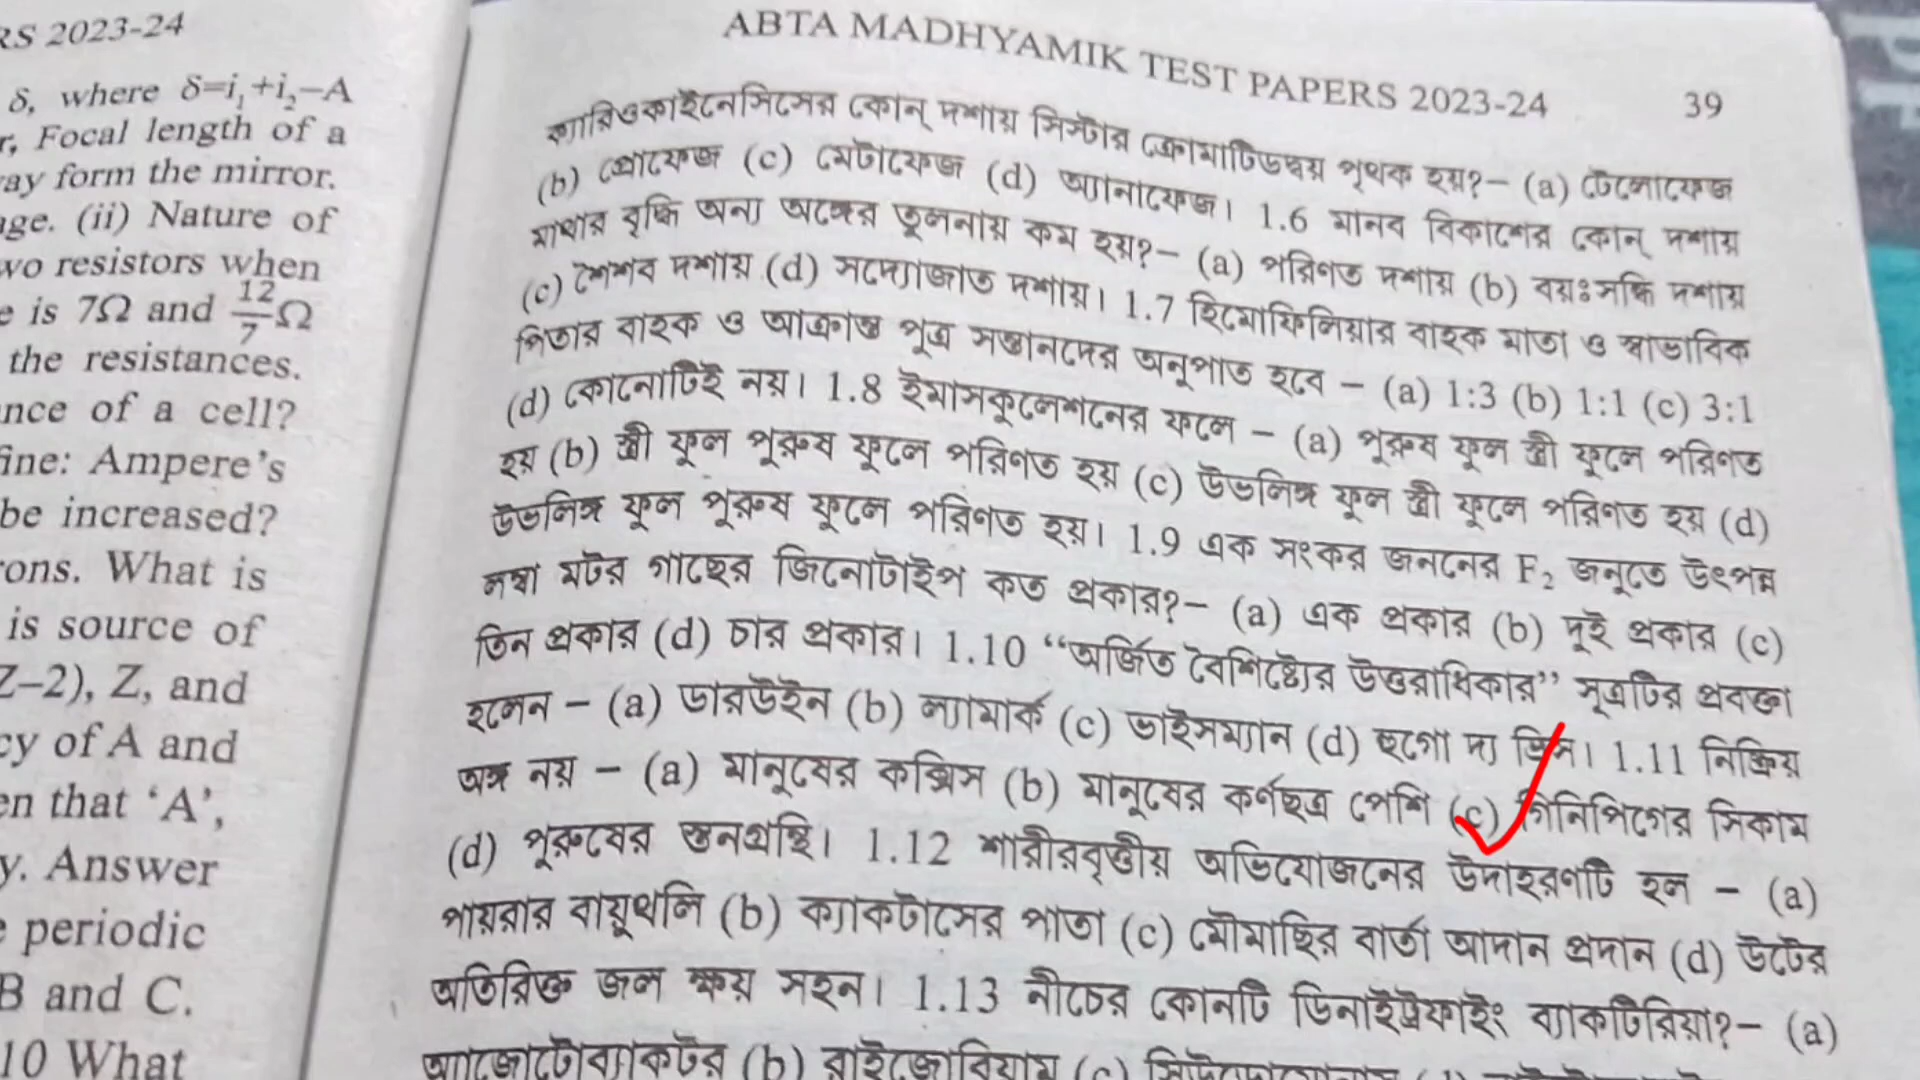 RS 2023-24
δ, where δ=i₁+i₂–A
r, Focal length of a
ay form the mirror.
ge. (ii) Nature of
wo resistors when
e is 7Ω and 12/7 Ω
the resistances.
nce of a cell?
fine: Ampere's
be increased?
rons. What is
is source of
Z–2), Z, and
cy of A and
en that 'A',
y. Answer
e periodic
B and C.
10 What
ABTA MADHYAMIK TEST PAPERS 2023-24 39
ক্যারিওকাইনেসিসের কোন্ দশায় সিস্টার ক্রোমাটিডদ্বয় পৃথক হয়?– (a) টেলোফেজ
(b) প্রোফেজ (c) মেটাফেজ (d) অ্যানাফেজ। 1.6 মানব বিকাশের কোন্ দশায়
মাথার বৃদ্ধি অন্য অঙ্গের তুলনায় কম হয়?– (a) পরিণত দশায় (b) বয়ঃসন্ধি দশায়
(c) শৈশব দশায় (d) সদ্যোজাত দশায়। 1.7 হিমোফিলিয়ার বাহক মাতা ও স্বাভাবিক
পিতার বাহক ও আক্রান্ত পুত্র সন্তানদের অনুপাত হবে – (a) 1:3 (b) 1:1 (c) 3:1
(d) কোনোটিই নয়। 1.8 ইমাসকুলেশনের ফলে – (a) পুরুষ ফুল স্ত্রী ফুলে পরিণত
হয় (b) স্ত্রী ফুল পুরুষ ফুলে পরিণত হয় (c) উভলিঙ্গ ফুল স্ত্রী ফুলে পরিণত হয় (d)
উভলিঙ্গ ফুল পুরুষ ফুলে পরিণত হয়। 1.9 এক সংকর জননের F₂ জনুতে উৎপন্ন
লম্বা মটর গাছের জিনোটাইপ কত প্রকার?– (a) এক প্রকার (b) দুই প্রকার (c)
তিন প্রকার (d) চার প্রকার। 1.10 “অর্জিত বৈশিষ্ট্যের উত্তরাধিকার” সূত্রটির প্রবক্তা
হলেন – (a) ডারউইন (b) ল্যামার্ক (c) ভাইসম্যান (d) হুগো দ্য ভ্রিস। 1.11 নিষ্ক্রিয়
অঙ্গ নয় – (a) মানুষের কক্সিস (b) মানুষের কর্ণছত্র পেশি (c) গিনিপিগের সিকাম
(d) পুরুষের স্তনগ্রন্থি। 1.12 শারীরবৃত্তীয় অভিযোজনের উদাহরণটি হল – (a)
পায়রার বায়ুথলি (b) ক্যাকটাসের পাতা (c) মৌমাছির বার্তা আদান প্রদান (d) উটের
অতিরিক্ত জল ক্ষয় সহন। 1.13 নীচের কোনটি ডিনাইট্রিফাইং ব্যাকটিরিয়া?– (a)
অ্যাজোটোব্যাকটর (b) রাইজোবিয়াম (c)